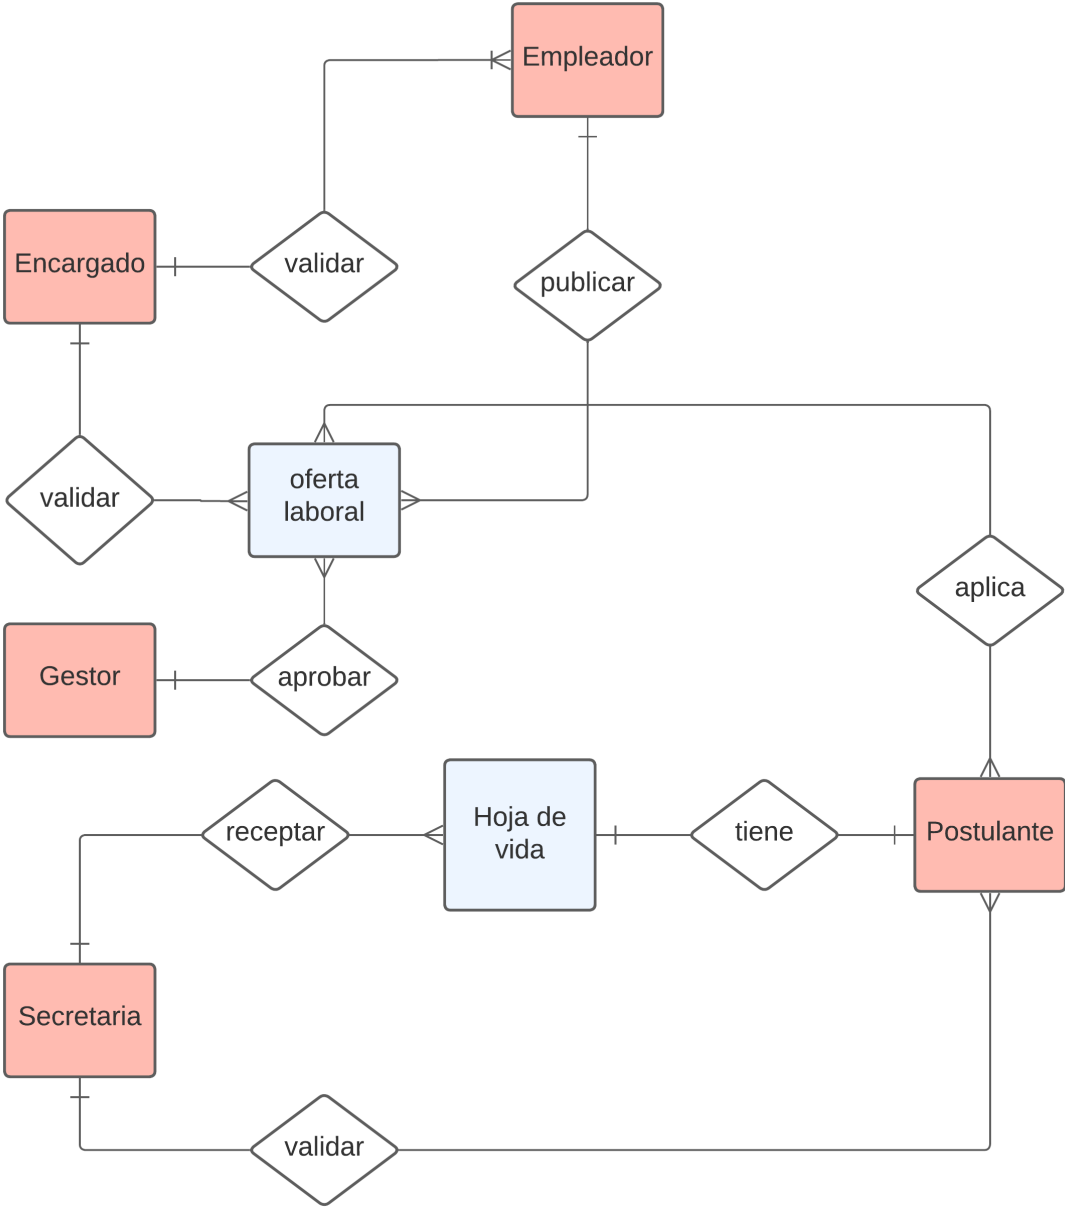 Empleador
Encargado
validar
publicar
oferta
laboral
validar
aplica
Gestor
aprobar
receptar
Hoja de
vida
tiene
Postulante
Secretaria
validar